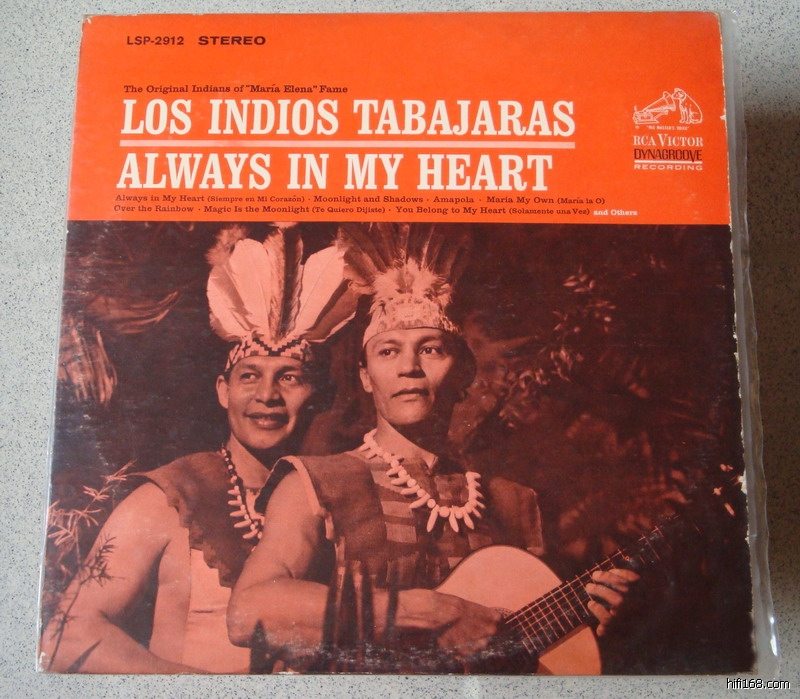 LSP-2912 STEREO
The Original Indians of "María Elena" Fame
LOS INDIOS TABAJARAS
ALWAYS IN MY HEART
"HIS MASTER'S VOICE"
RCA VICTOR
DYNAGROOVE
RECORDING
Always in My Heart (Siempre en Mi Corazón) · Moonlight and Shadows · Amapola · Maria My Own (María la O)
Over the Rainbow · Magic Is the Moonlight (Te Quiero Dijiste) · You Belong to My Heart (Solamente una Vez) and Others
hifi168.com